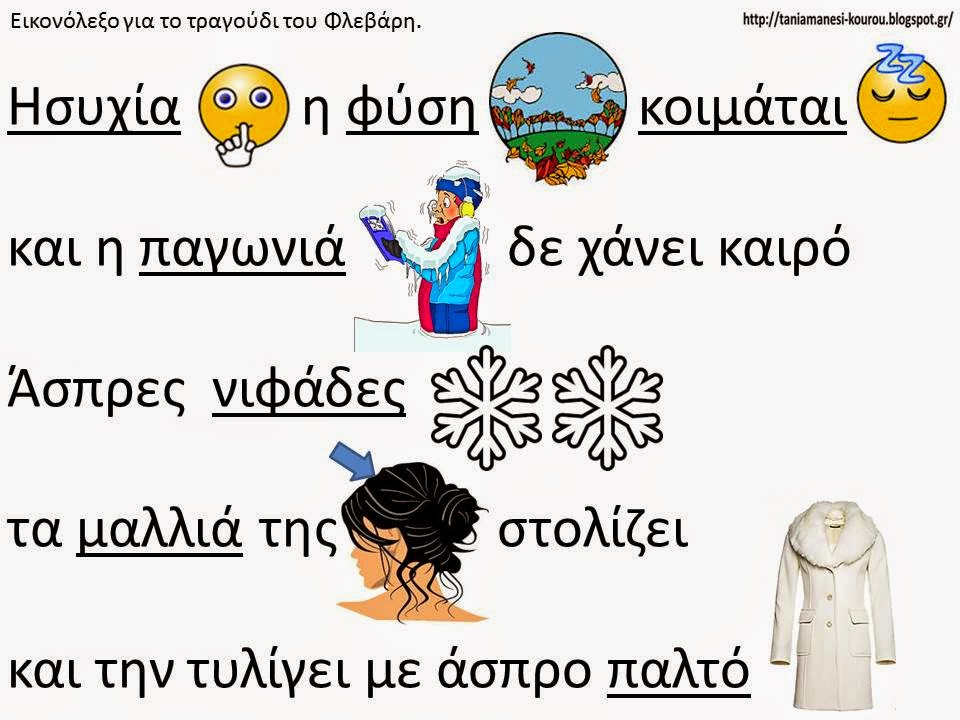 Εικονόλεξο για το τραγούδι του Φλεβάρη.
http://taniamanesi-kourou.blogspot.gr/
Ησυχία η φύση κοιμάται
και η παγωνιά δε χάνει καιρό
Άσπρες νιφάδες
τα μαλλιά της στολίζει
και την τυλίγει με άσπρο παλτό